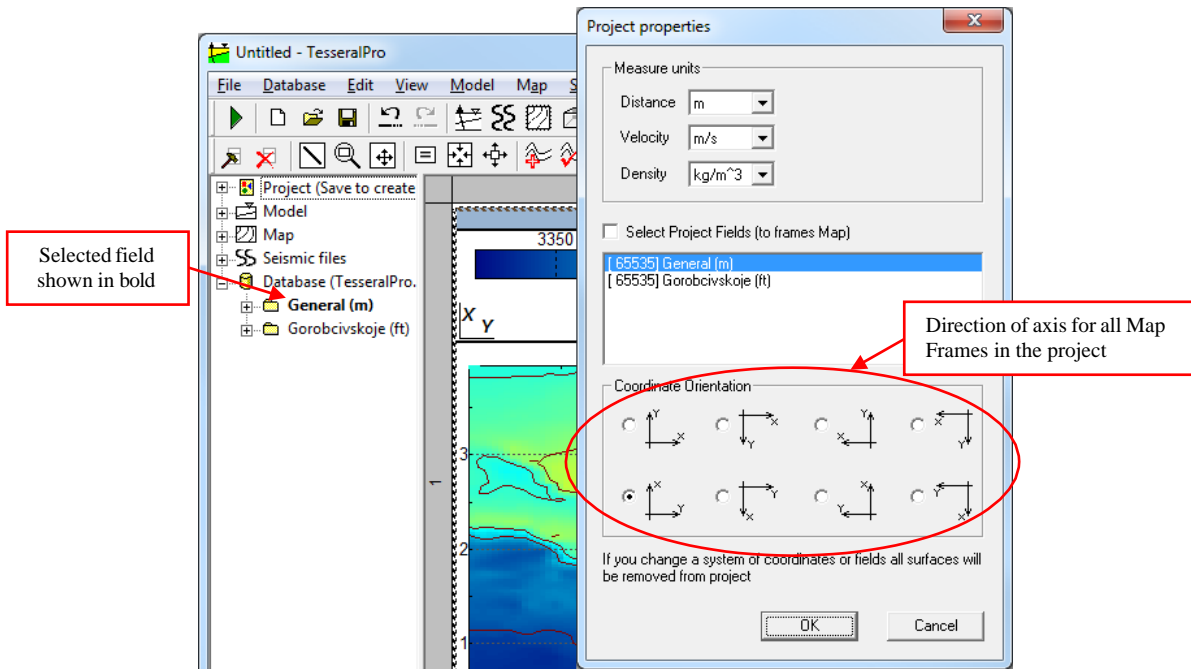 Untitled - TesseralPro
File Database Edit View Model Map S
Project (Save to create
Model
Map
Seismic files
Database (TesseralPro.
General (m)
Gorobcivskoje (ft)
Selected field
shown in bold
3350
X
Y
3
2
1
1
Project properties
Measure units
Distance m
Velocity m/s
Density kg/m^3
Select Project Fields (to frames Map)
[ 65535] General (m)
[ 65535] Gorobcivskoje (ft)
Direction of axis for all Map
Frames in the project
Coordinate Orientation
Y X
X Y
Y X
X Y
X Y
Y X
X Y
Y X
If you change a system of coordinates or fields all surfaces will
be removed from project
OK Cancel